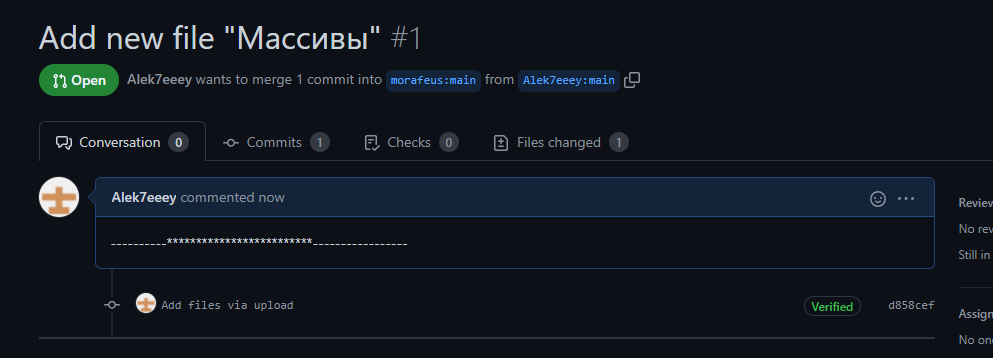 Add new file "Массивы" #1
Open Alek7eeey wants to merge 1 commit into morafeus:main from Alek7eeey:main
Conversation 0 Commits 1 Checks 0 Files changed 1
Alek7eeey commented now
----------*************************-----------------
Add files via upload Verified d858cef
Review
No rev
Still in
Assign
No one